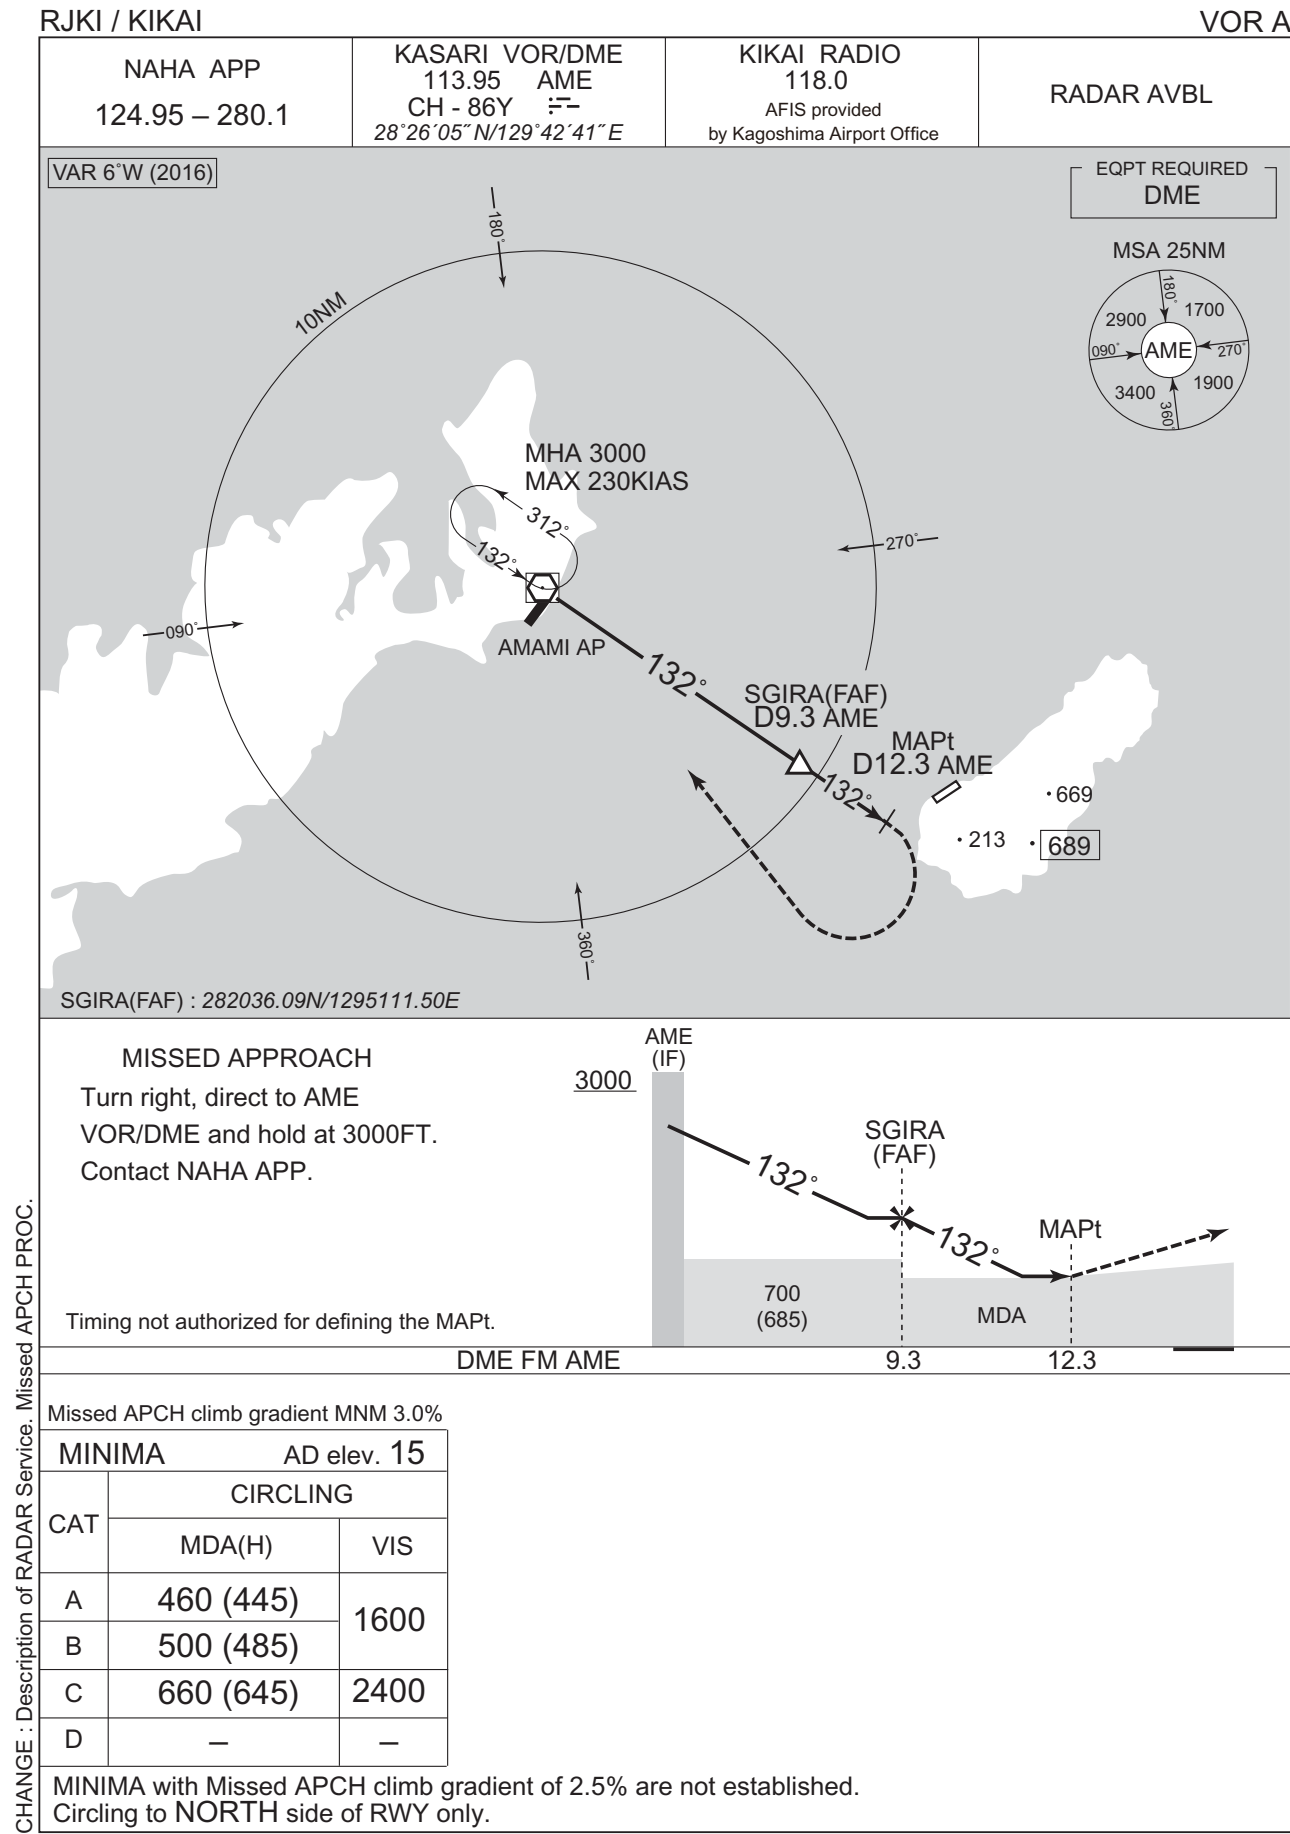 RJKI / KIKAI
VOR A
NAHA APP
124.95 – 280.1
KASARI VOR/DME
113.95 AME
CH - 86Y
28˚26´05˝N/129˚42´41˝E
KIKAI RADIO
118.0
AFIS provided
by Kagoshima Airport Office
RADAR AVBL
VAR 6˚W (2016)
EQPT REQUIRED
DME
MSA 25NM
180˚
2900
1700
090˚
AME
270˚
3400
1900
360˚
180˚
10NM
MHA 3000
MAX 230KIAS
312˚
132˚
270˚
090˚
AMAMI AP
132˚
SGIRA(FAF)
D9.3 AME
MAPt
D12.3 AME
132˚
669
213
689
360˚
SGIRA(FAF) : 282036.09N/1295111.50E
MISSED APPROACH
Turn right, direct to AME
VOR/DME and hold at 3000FT.
Contact NAHA APP.
Timing not authorized for defining the MAPt.
AME
(IF)
3000
132˚
SGIRA
(FAF)
132˚
MAPt
700
(685)
MDA
DME FM AME
9.3
12.3
Missed APCH climb gradient MNM 3.0%
MINIMA AD elev. 15
CAT
CIRCLING
MDA(H)
VIS
A
460 (445)
1600
B
500 (485)
C
660 (645)
2400
D
–
–
MINIMA with Missed APCH climb gradient of 2.5% are not established.
Circling to NORTH side of RWY only.
CHANGE : Description of RADAR Service. Missed APCH PROC.